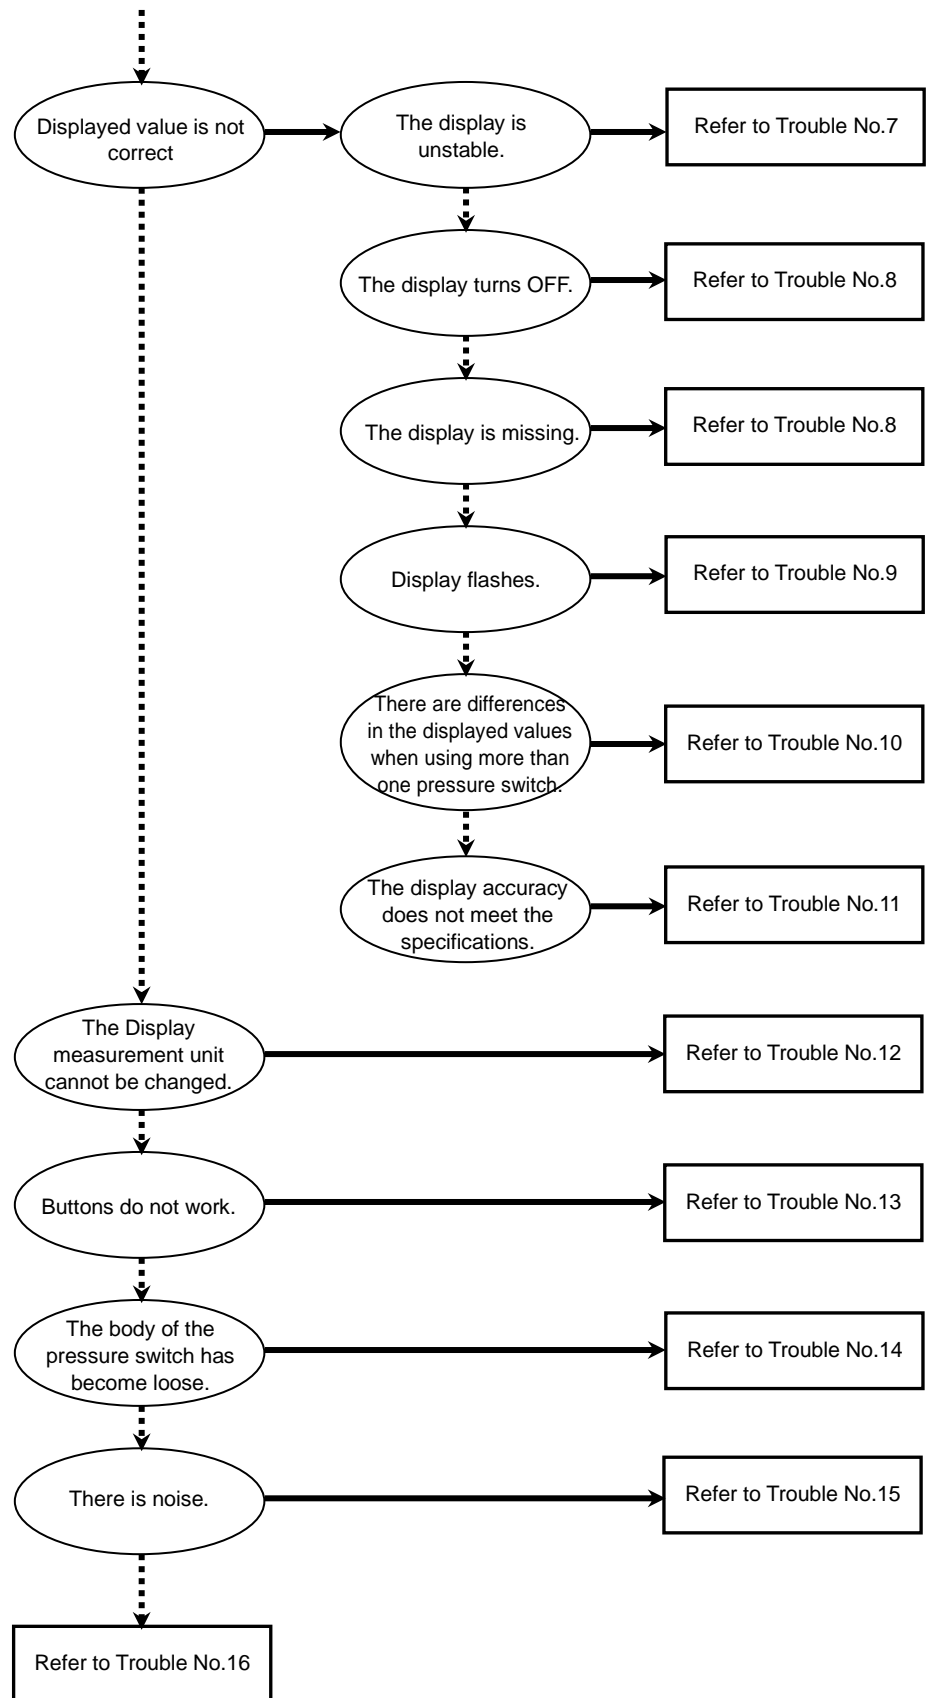 Displayed value is not
correct
The display is
unstable.
Refer to Trouble No.7
The display turns OFF.
Refer to Trouble No.8
The display is missing.
Refer to Trouble No.8
Display flashes.
Refer to Trouble No.9
There are differences
in the displayed values
when using more than
one pressure switch.
Refer to Trouble No.10
The display accuracy
does not meet the
specifications.
Refer to Trouble No.11
The Display
measurement unit
cannot be changed.
Refer to Trouble No.12
Buttons do not work.
Refer to Trouble No.13
The body of the
pressure switch has
become loose.
Refer to Trouble No.14
There is noise.
Refer to Trouble No.15
Refer to Trouble No.16